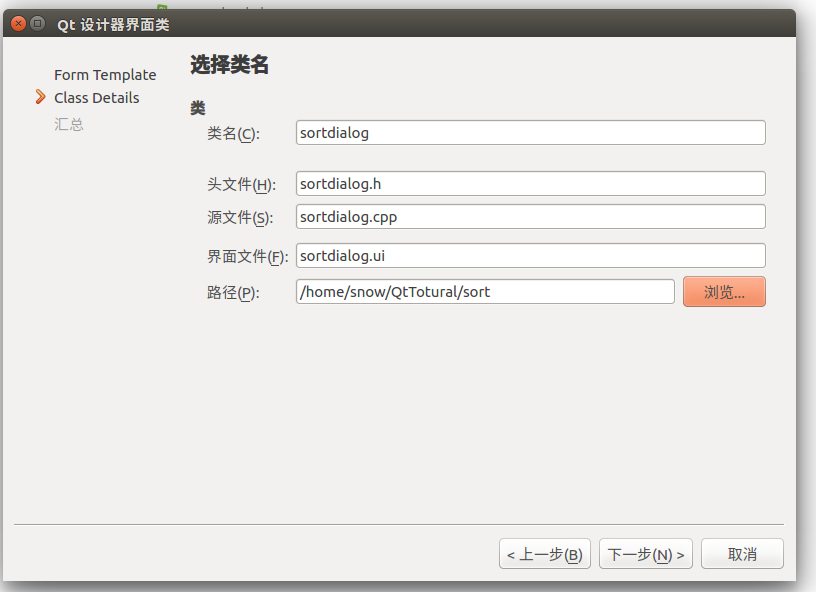 Qt 设计器界面类
Form Template
Class Details
汇总
选择类名
类
类名(C): sortdialog
头文件(H): sortdialog.h
源文件(S): sortdialog.cpp
界面文件(F): sortdialog.ui
路径(P): /home/snow/QtTotural/sort 浏览...
< 上一步(B) 下一步(N) > 取消